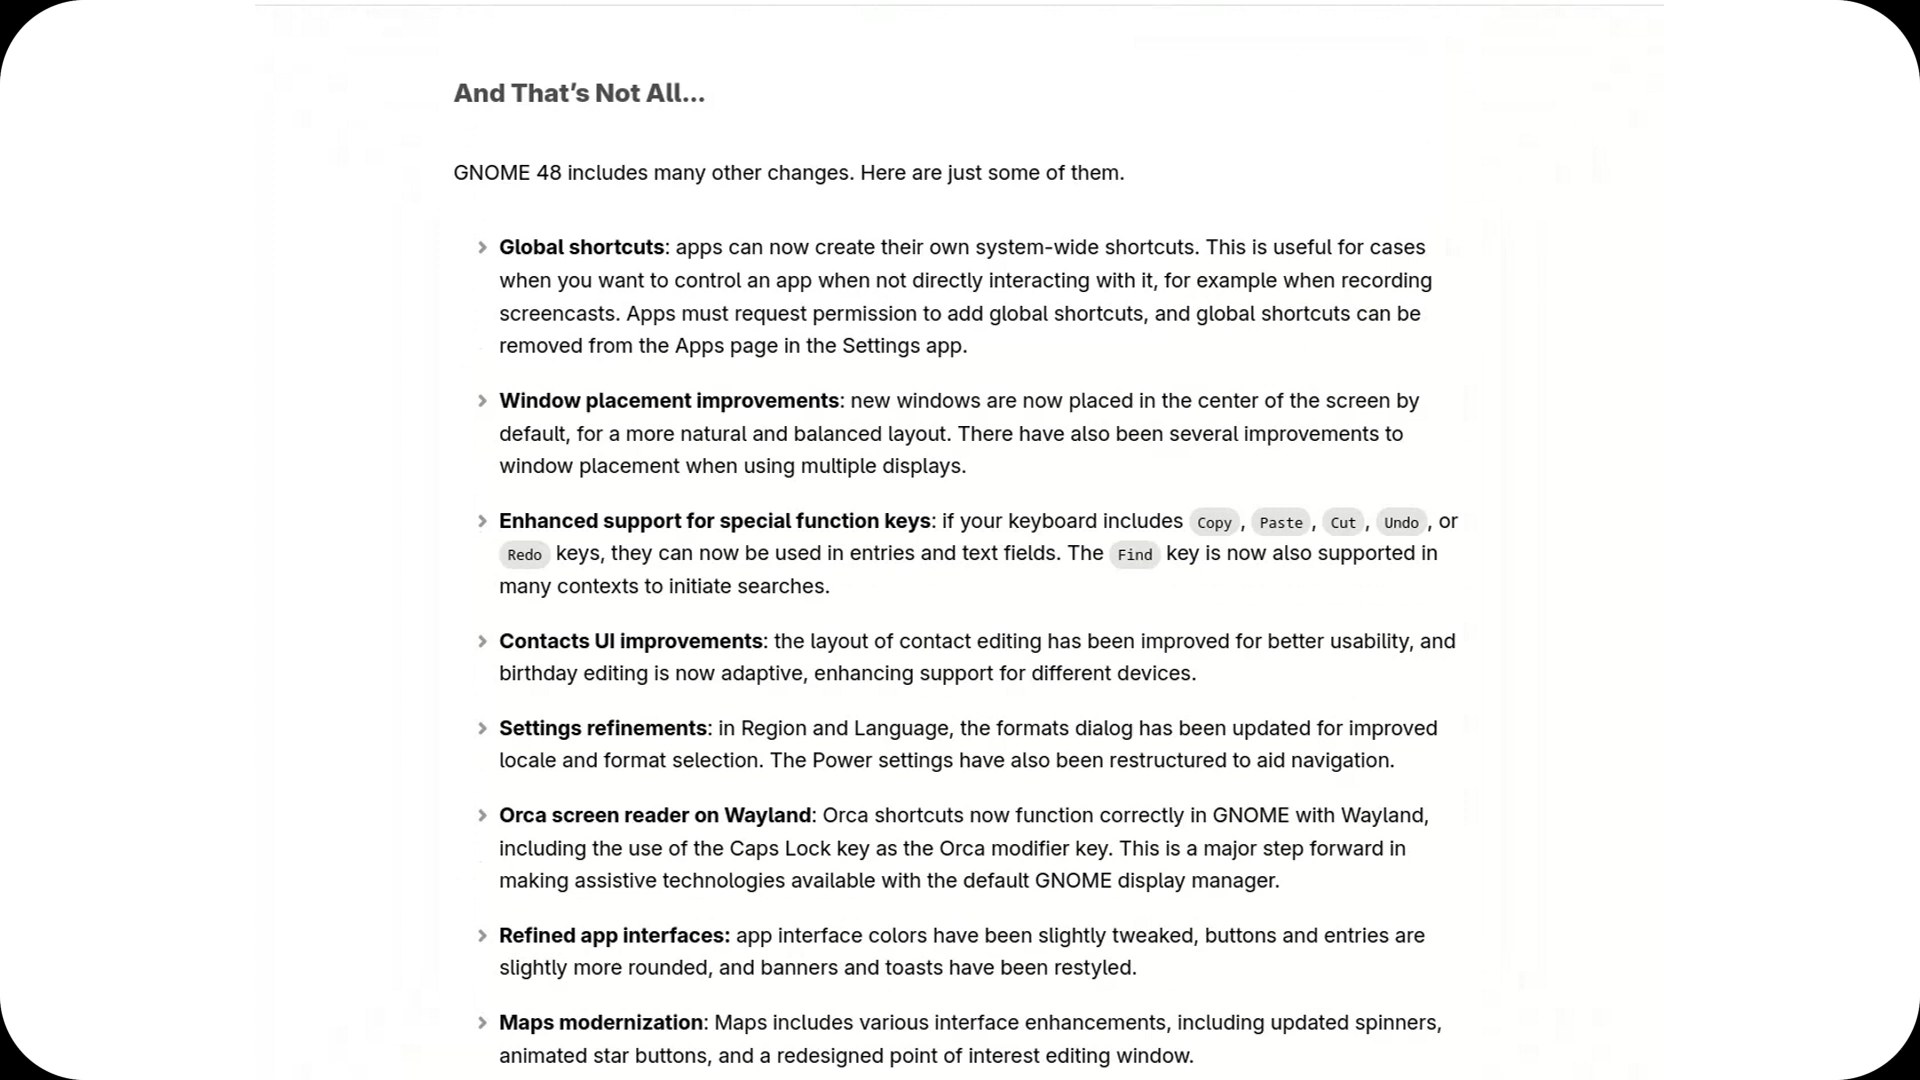 And That’s Not All…
GNOME 48 includes many other changes. Here are just some of them.
Global shortcuts: apps can now create their own system-wide shortcuts. This is useful for cases
when you want to control an app when not directly interacting with it, for example when recording
screencasts. Apps must request permission to add global shortcuts, and global shortcuts can be
removed from the Apps page in the Settings app.
Window placement improvements: new windows are now placed in the center of the screen by
default, for a more natural and balanced layout. There have also been several improvements to
window placement when using multiple displays.
Enhanced support for special function keys: if your keyboard includes Copy, Paste, Cut, Undo, or
Redo keys, they can now be used in entries and text fields. The Find key is now also supported in
many contexts to initiate searches.
Contacts UI improvements: the layout of contact editing has been improved for better usability, and
birthday editing is now adaptive, enhancing support for different devices.
Settings refinements: in Region and Language, the formats dialog has been updated for improved
locale and format selection. The Power settings have also been restructured to aid navigation.
Orca screen reader on Wayland: Orca shortcuts now function correctly in GNOME with Wayland,
including the use of the Caps Lock key as the Orca modifier key. This is a major step forward in
making assistive technologies available with the default GNOME display manager.
Refined app interfaces: app interface colors have been slightly tweaked, buttons and entries are
slightly more rounded, and banners and toasts have been restyled.
Maps modernization: Maps includes various interface enhancements, including updated spinners,
animated star buttons, and a redesigned point of interest editing window.